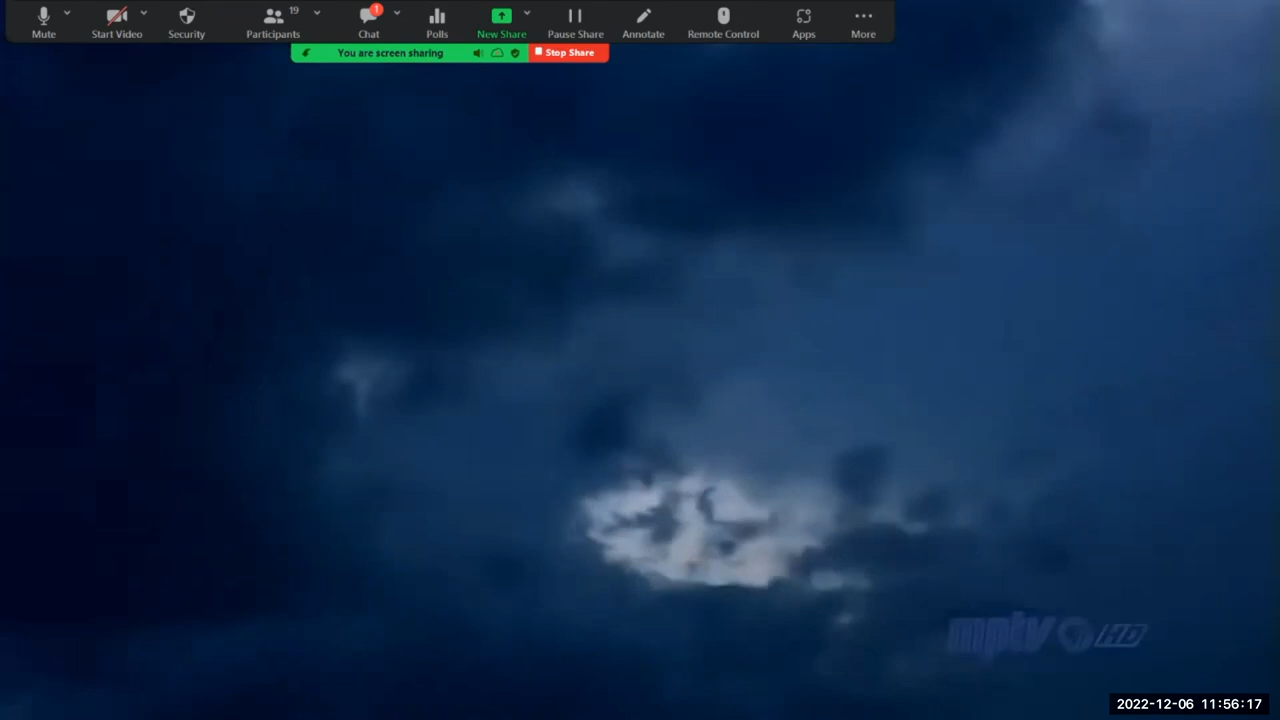 Mute
Start Video
Security
Participants
19
Chat
1
Polls
New Share
Pause Share
Annotate
Remote Control
Apps
More
You are screen sharing
Stop Share
mptv HD
2022-12-06 11:56:17